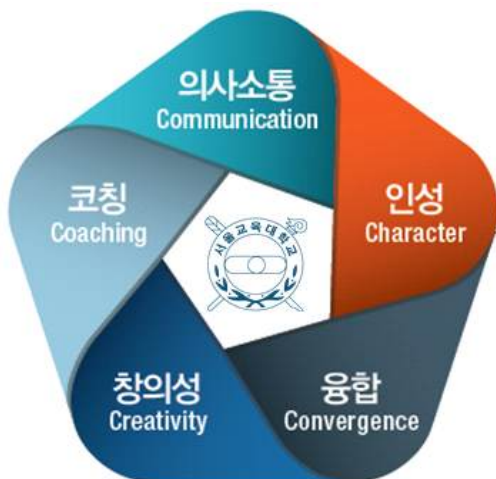 의사소통
Communication
코칭
Coaching
인성
Character
서울교육대학교
창의성
Creativity
융합
Convergence